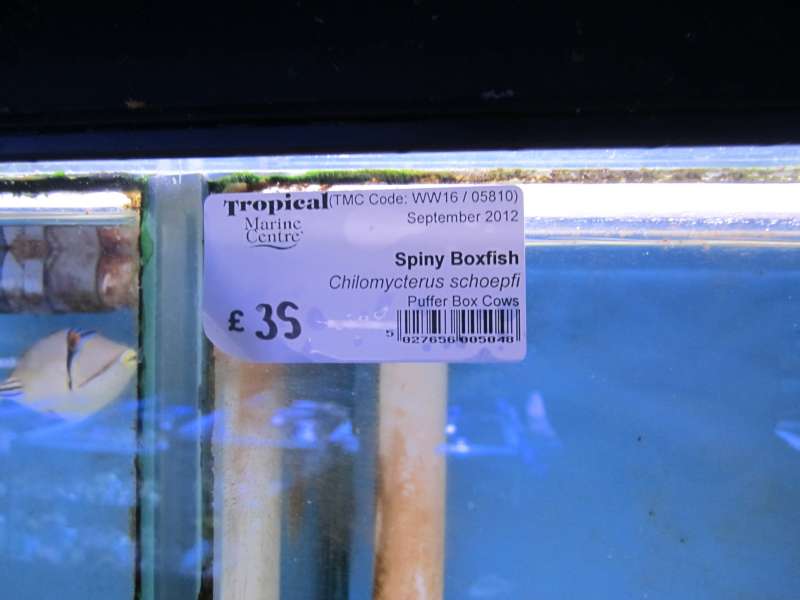 Tropical (TMC Code: WW16 / 05810)
Marine September 2012
Centre
Spiny Boxfish
Chilomycterus schoepfi
Puffer Box Cows
£ 35
5 027656 005048